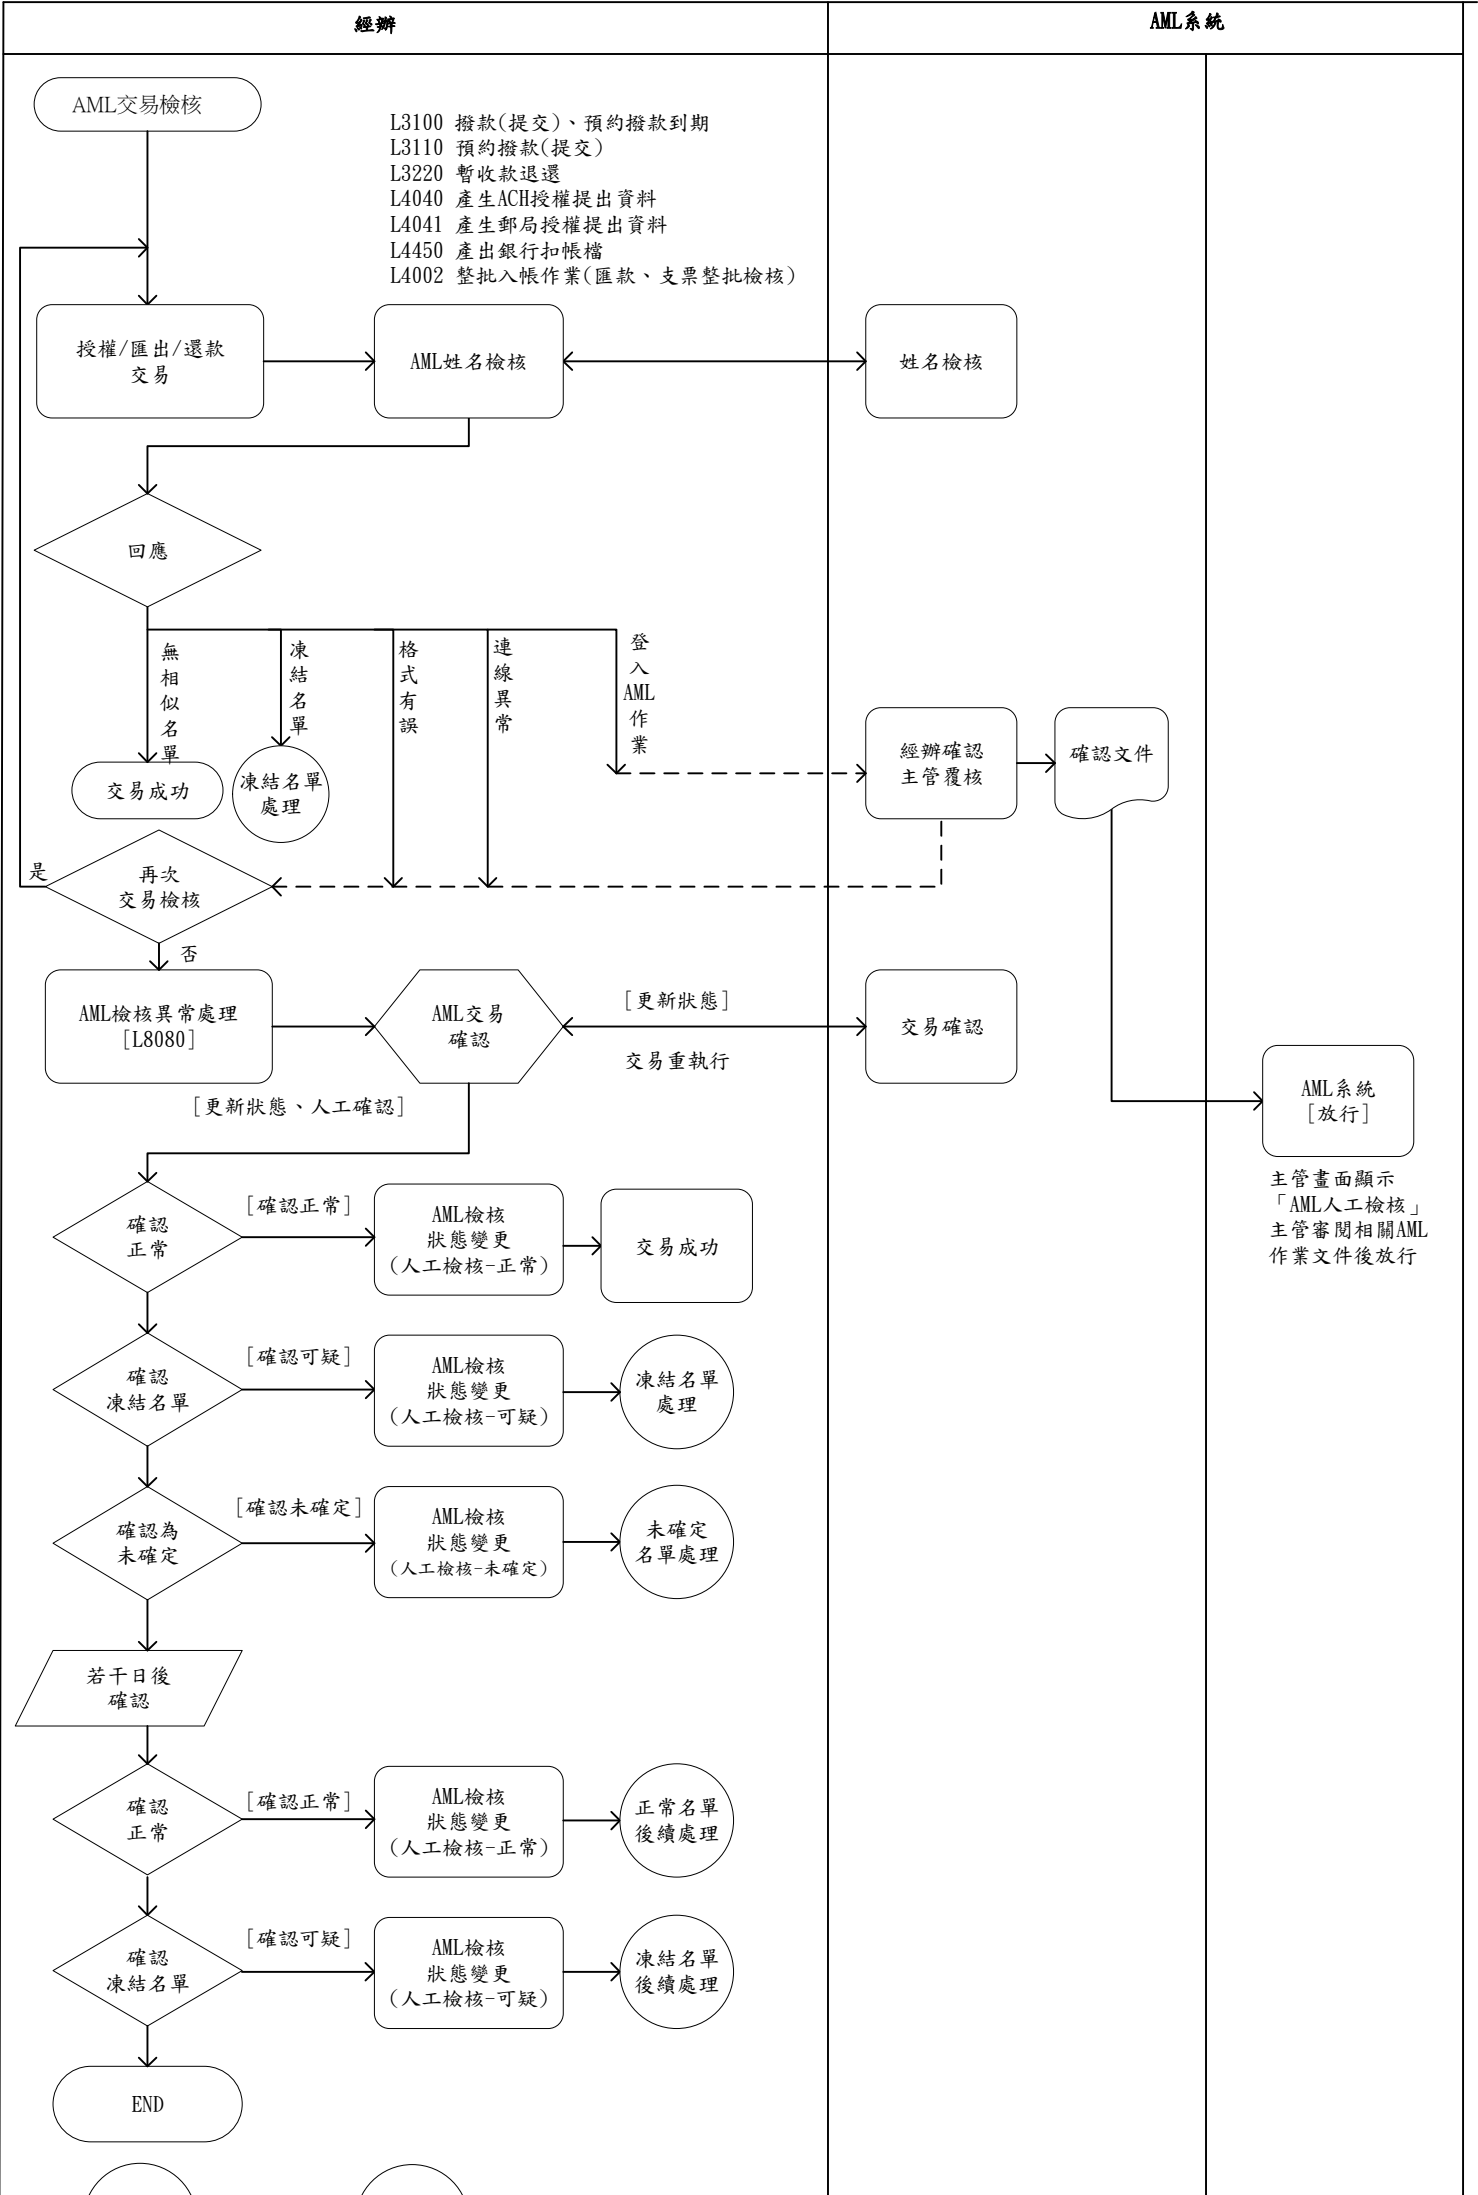 經辦
AML系統
AML交易檢核
L3100 撥款(提交)、預約撥款到期
L3110 預約撥款(提交)
L3220 暫收款退還
L4040 產生ACH授權提出資料
L4041 產生郵局授權提出資料
L4450 產出銀行扣帳檔
L4002 整批入帳作業(匯款、支票整批檢核)
授權/匯出/還款
交易
AML姓名檢核
姓名檢核
回應
無相似名單
凍結名單
格式有誤
連線異常
登入AML作業
交易成功
凍結名單
處理
經辦確認
主管覆核
確認文件
是
再次
交易檢核
否
AML檢核異常處理
[L8080]
AML交易
確認
[更新狀態]
交易重執行
交易確認
AML系統
[放行]
主管畫面顯示
「AML人工檢核」
主管審閱相關AML
作業文件後放行
[更新狀態、人工確認]
確認
正常
[確認正常]
AML檢核
狀態變更
(人工檢核-正常)
交易成功
確認
凍結名單
[確認可疑]
AML檢核
狀態變更
(人工檢核-可疑)
凍結名單
處理
確認為
未確定
[確認未確定]
AML檢核
狀態變更
(人工檢核-未確定)
未確定
名單處理
若干日後
確認
確認
正常
[確認正常]
AML檢核
狀態變更
(人工檢核-正常)
正常名單
後續處理
確認
凍結名單
[確認可疑]
AML檢核
狀態變更
(人工檢核-可疑)
凍結名單
後續處理
END